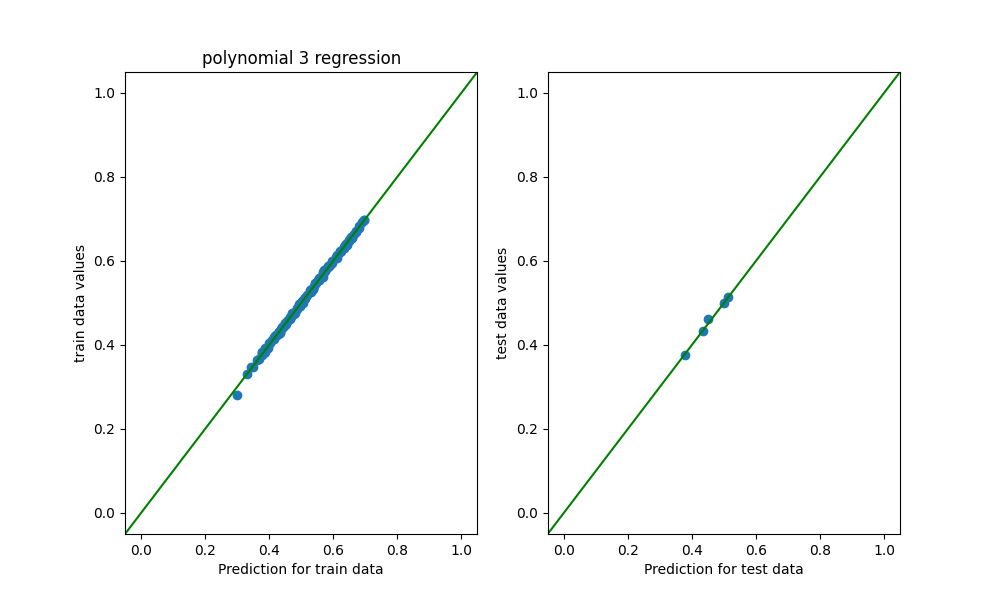 polynomial 3 regression
train data values
1.0
0.8
0.6
0.4
0.2
0.0
0.0 0.2 0.4 0.6 0.8 1.0
Prediction for train data
test data values
1.0
0.8
0.6
0.4
0.2
0.0
0.0 0.2 0.4 0.6 0.8 1.0
Prediction for test data